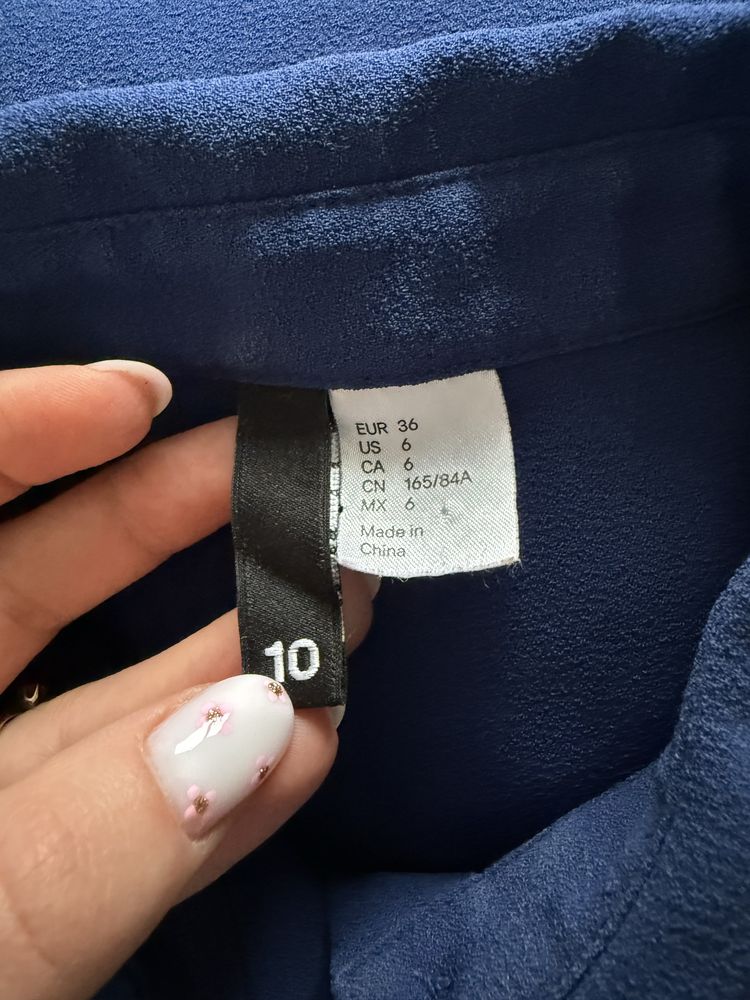 EUR 36
US 6
CA 6
CN 165/84A
MX 6
Made in
China
10